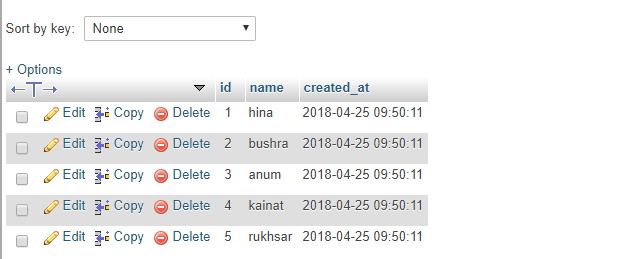 Sort by key: None
+ Options
id name created_at
Edit Copy Delete 1 hina 2018-04-25 09:50:11
Edit Copy Delete 2 bushra 2018-04-25 09:50:11
Edit Copy Delete 3 anum 2018-04-25 09:50:11
Edit Copy Delete 4 kainat 2018-04-25 09:50:11
Edit Copy Delete 5 rukhsar 2018-04-25 09:50:11